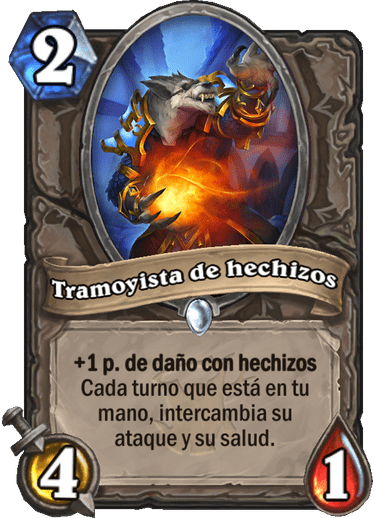 2
Tramoyista de hechizos
+1 p. de daño con hechizos
Cada turno que está en tu
mano, intercambia su
ataque y su salud.
4
1